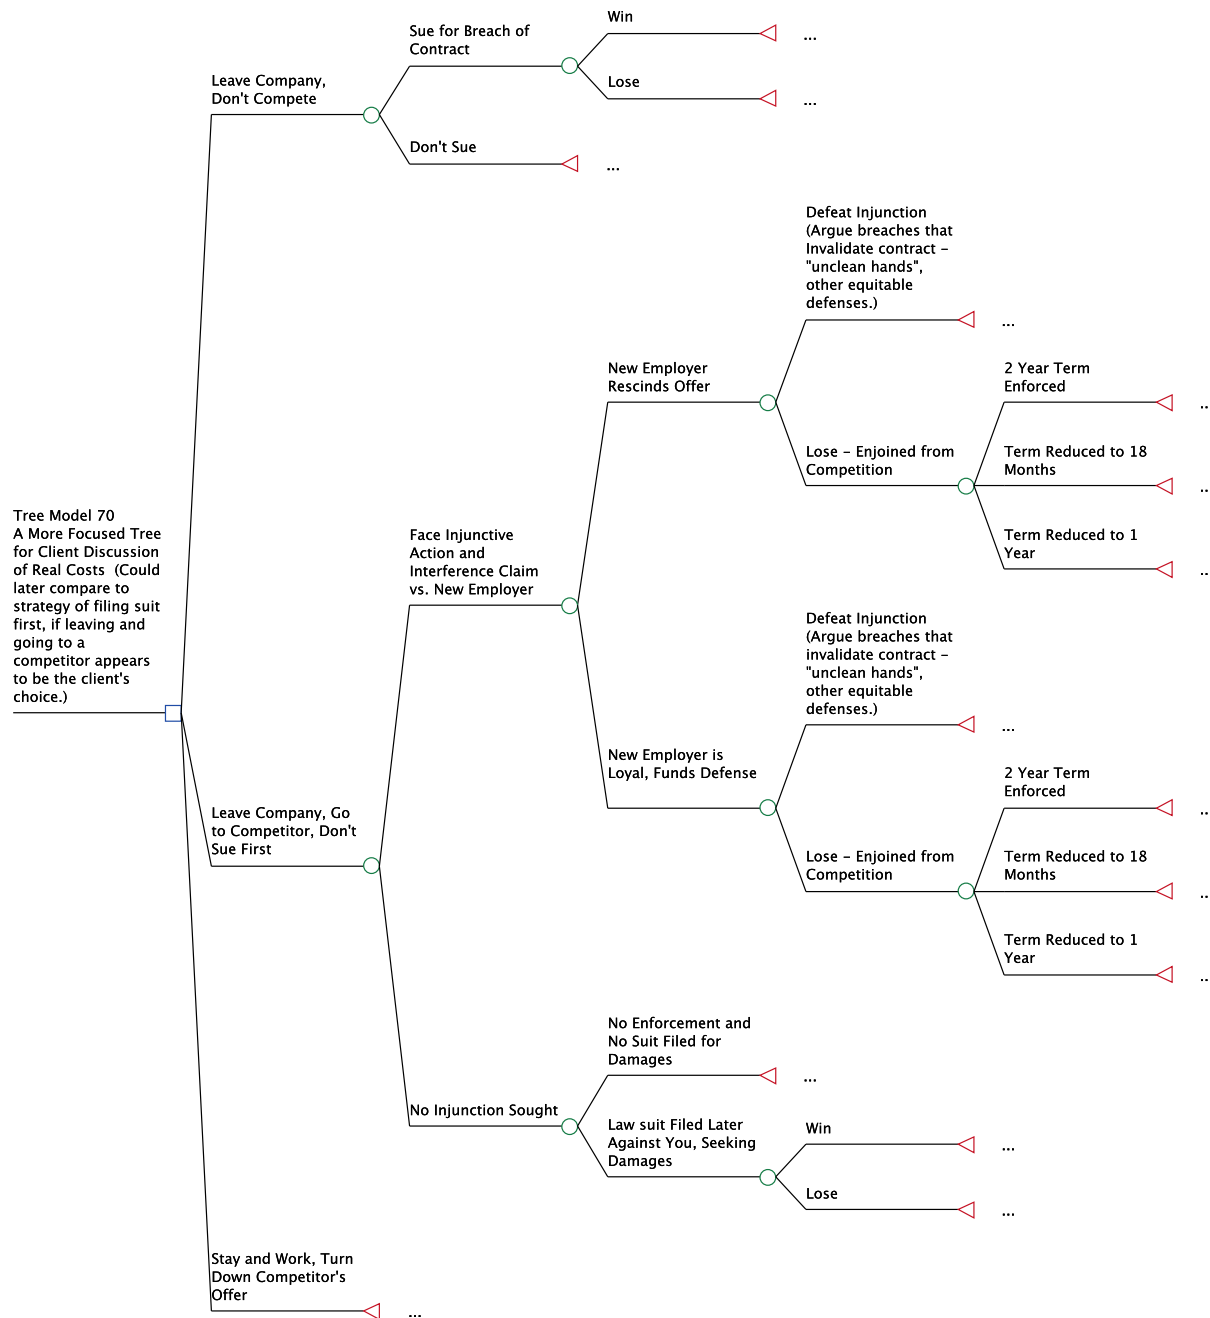 Win
Sue for Breach of
Contract
...
Leave Company,
Don't Compete
Lose
...
Don't Sue
...
Defeat Injunction
(Argue breaches that
Invalidate contract –
"unclean hands",
other equitable
defenses.)
...
New Employer
Rescinds Offer
2 Year Term
Enforced
..
Lose – Enjoined from
Competition
Term Reduced to 18
Months
..
Term Reduced to 1
Year
..
Tree Model 70
A More Focused Tree
for Client Discussion
of Real Costs  (Could
later compare to
strategy of filing suit
first, if leaving and
going to a
competitor appears
to be the client's
choice.)
Face Injunctive
Action and
Interference Claim
vs. New Employer
Defeat Injunction
(Argue breaches that
invalidate contract –
"unclean hands",
other equitable
defenses.)
...
New Employer is
Loyal, Funds Defense
2 Year Term
Enforced
..
Leave Company, Go
to Competitor, Don't
Sue First
Lose – Enjoined from
Competition
Term Reduced to 18
Months
..
Term Reduced to 1
Year
..
No Enforcement and
No Suit Filed for
Damages
...
No Injunction Sought
Law suit Filed Later
Against You, Seeking
Damages
Win
...
Lose
...
Stay and Work, Turn
Down Competitor's
Offer
...